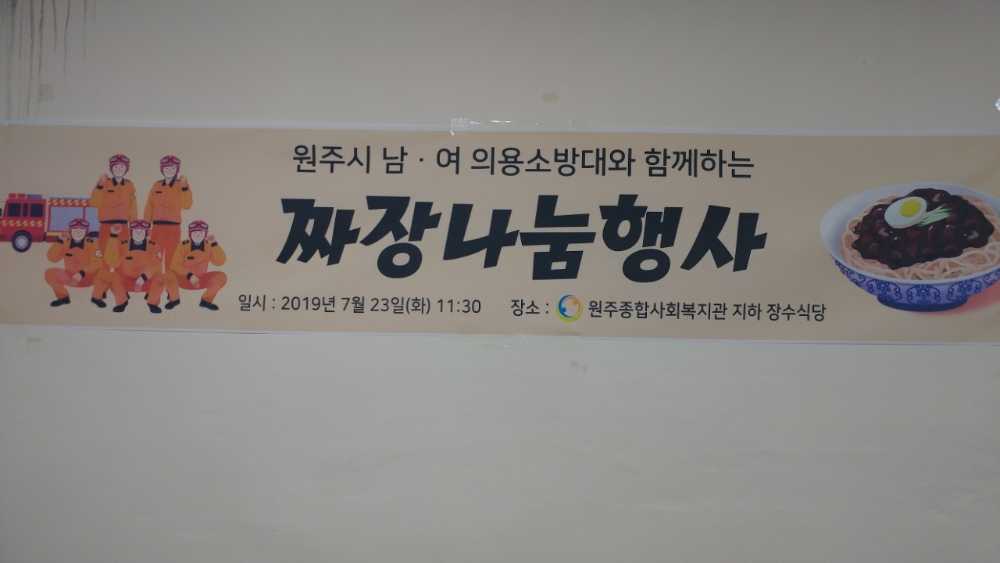 원주시 남 · 여 의용소방대와 함께하는
짜장나눔행사
일시 : 2019년 7월 23일(화) 11:30 장소 : 원주종합사회복지관 지하 장수식당